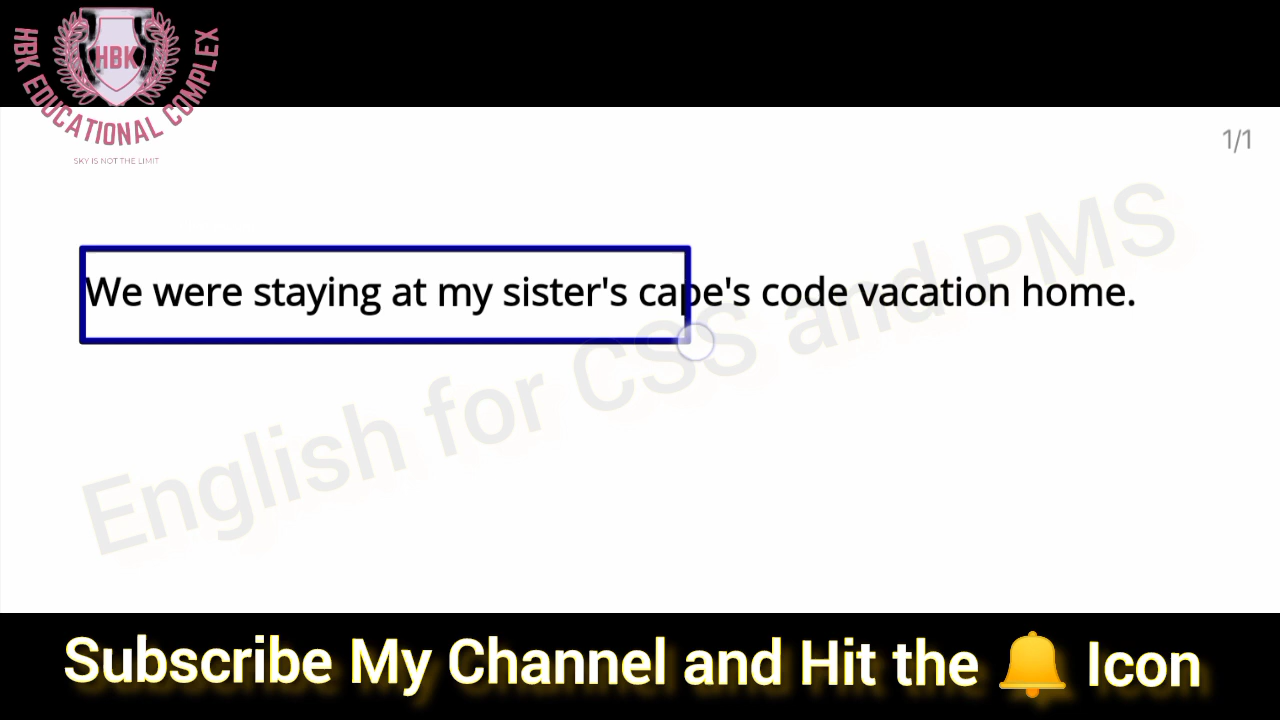 HBK
HBK EDUCATIONAL COMPLEX
SKY IS NOT THE LIMIT
1/1
We were staying at my sister's cape's code vacation home.
English for CSS and PMS
Subscribe My Channel and Hit the 🔔 Icon